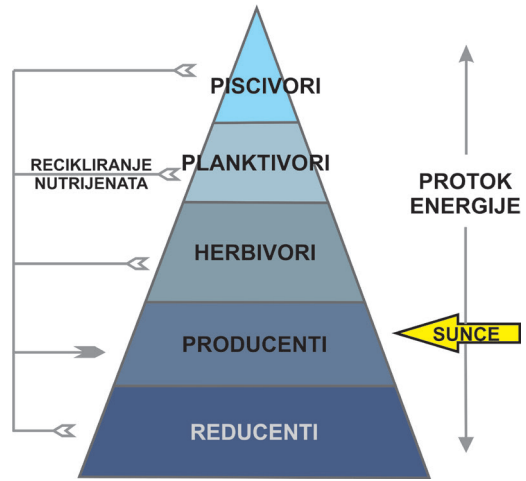 PISCIVORI
RECIKLIRANJE
NUTRIJENATA
PLANKTIVORI
PROTOK
ENERGIJE
HERBIVORI
SUNCE
PRODUCENTI
REDUCENTI